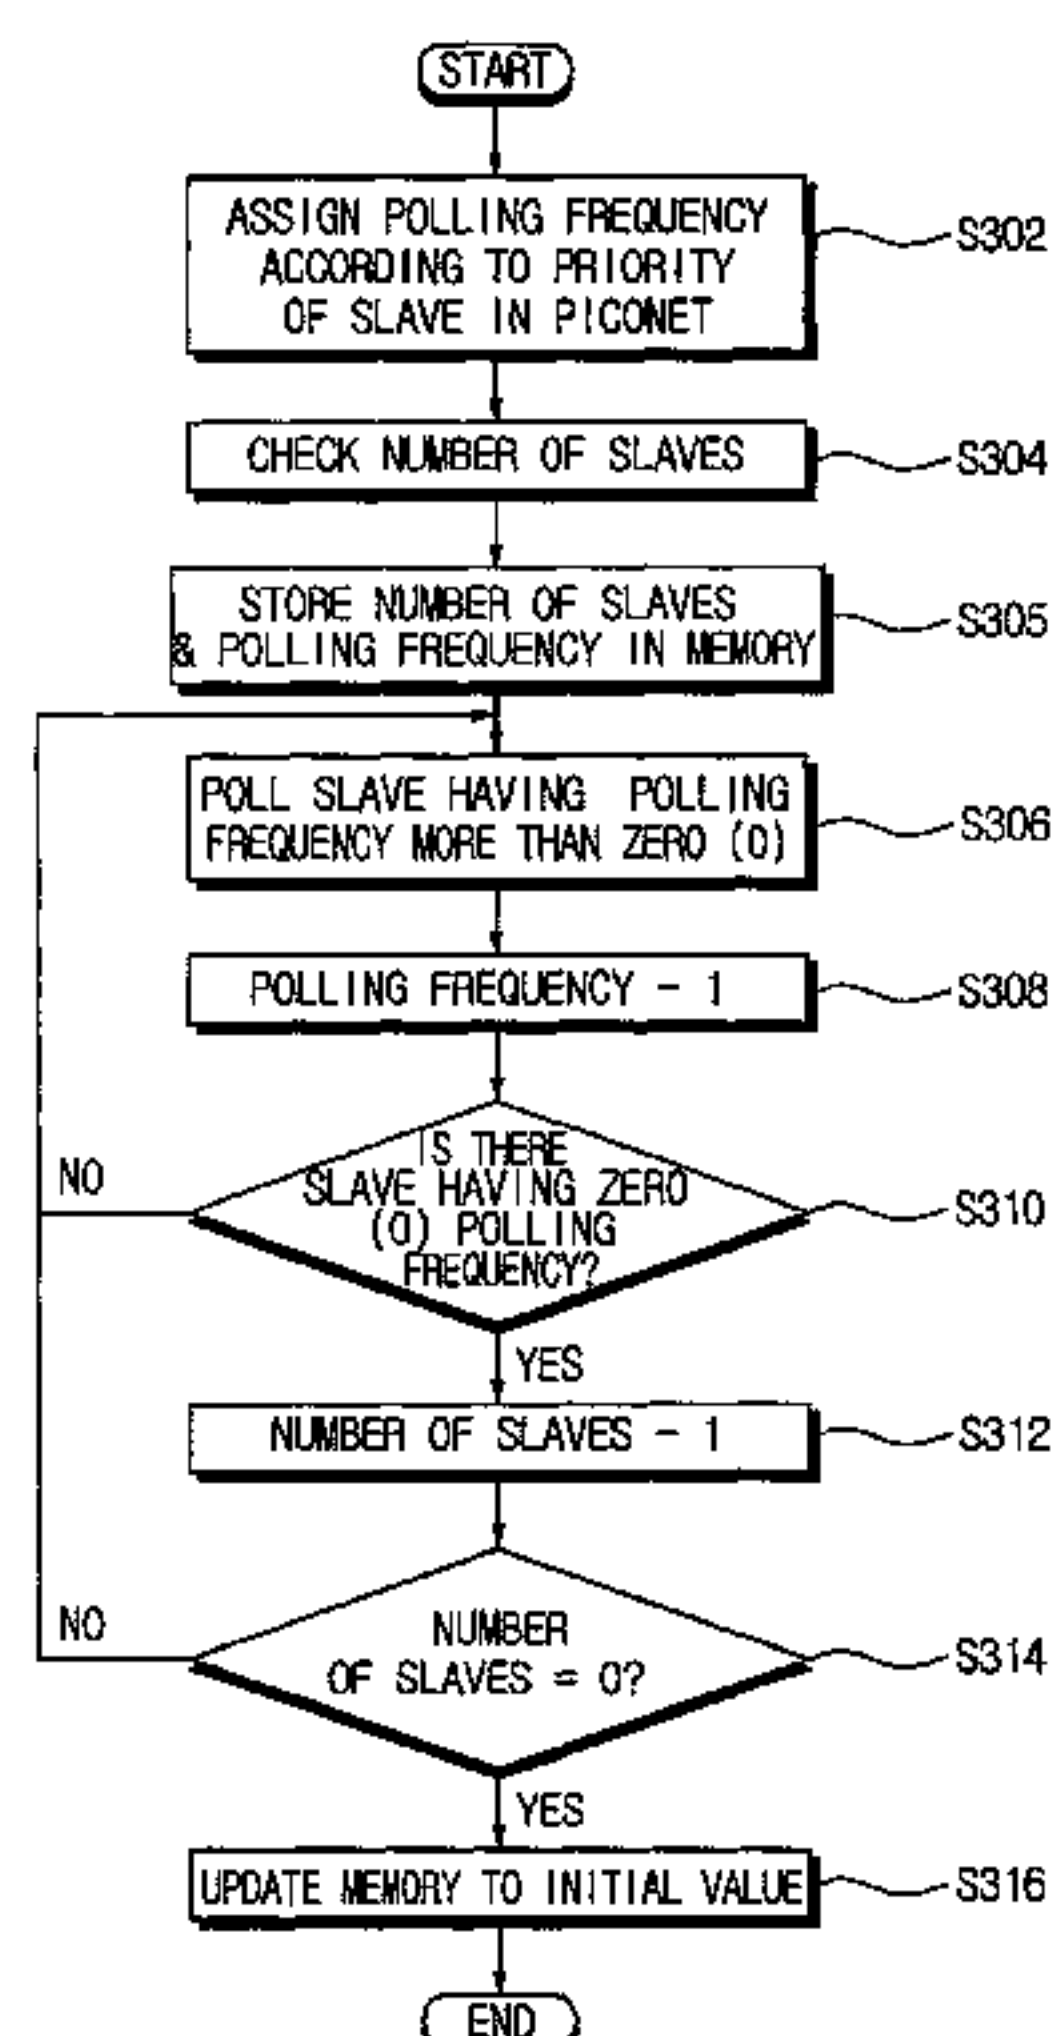 START
ASSIGN POLLING FREQUENCY
ACCORDING TO PRIORITY
OF SLAVE IN PICONET
S302
CHECK NUMBER OF SLAVES
S304
STORE NUMBER OF SLAVES
& POLLING FREQUENCY IN MEMORY
S305
POLL SLAVE HAVING POLLING
FREQUENCY MORE THAN ZERO (0)
S306
POLLING FREQUENCY - 1
S308
IS THERE
SLAVE HAVING ZERO
(0) POLLING
FREQUENCY?
S310
NO
YES
NUMBER OF SLAVES - 1
S312
NUMBER
OF SLAVES = 0?
S314
NO
YES
UPDATE MEMORY TO INITIAL VALUE
S316
END